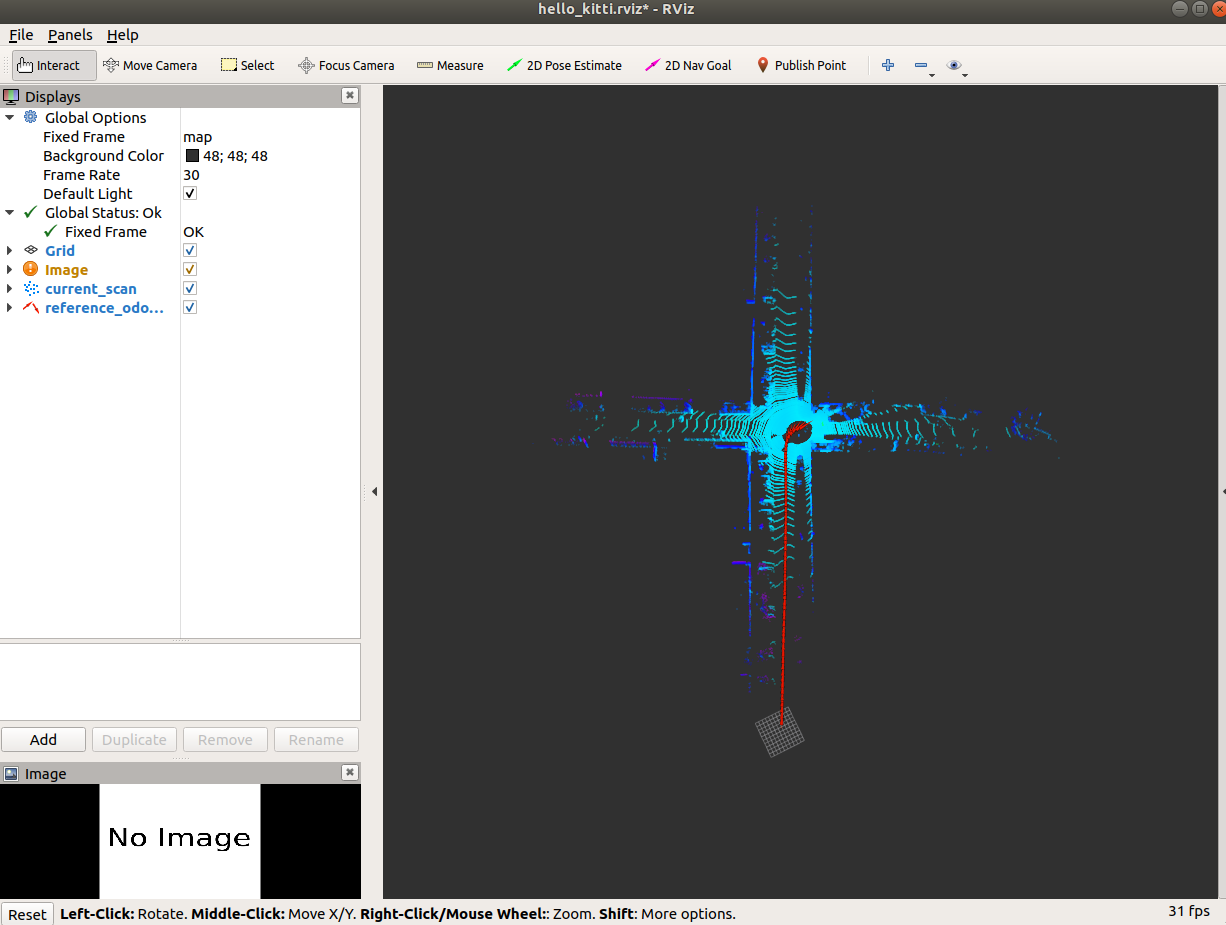 hello_kitti.rviz* - RViz
File Panels Help
Interact Move Camera Select Focus Camera Measure 2D Pose Estimate 2D Nav Goal Publish Point
Displays
Global Options
Fixed Frame map
Background Color 48; 48; 48
Frame Rate 30
Default Light
Global Status: Ok
Fixed Frame OK
Grid
Image
current_scan
reference_odo...
Add Duplicate Remove Rename
Image
No Image
Reset Left-Click: Rotate. Middle-Click: Move X/Y. Right-Click/Mouse Wheel:: Zoom. Shift: More options. 31 fps